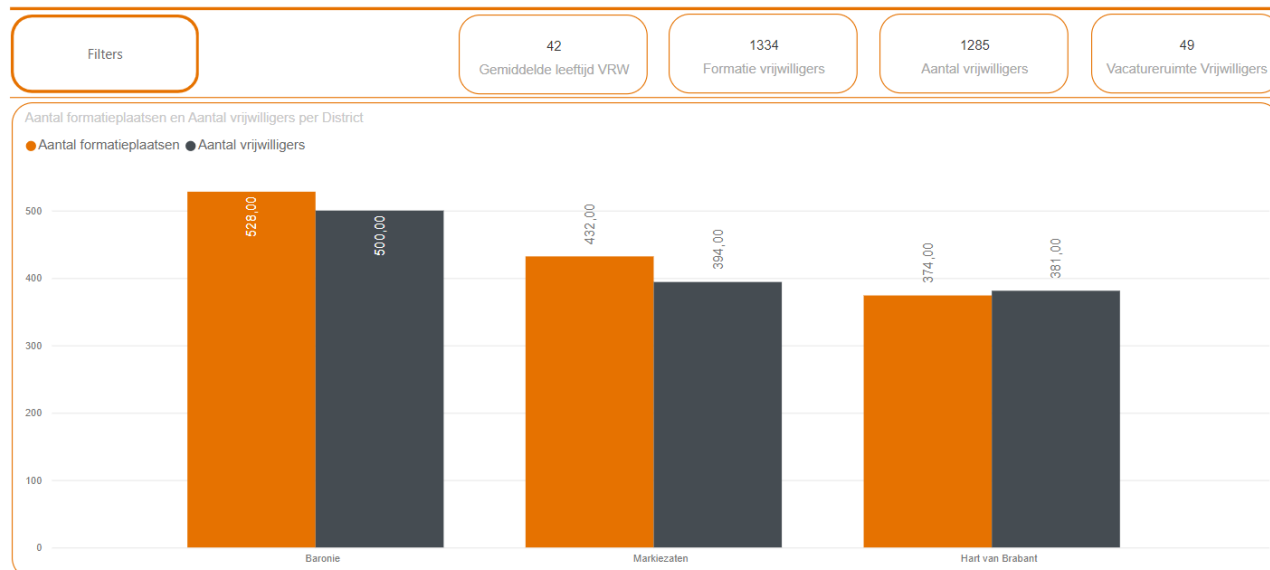 Filters
42
Gemiddelde leeftijd VRW
1334
Formatie vrijwilligers
1285
Aantal vrijwilligers
49
Vacatureruimte Vrijwilligers
Aantal formatieplaatsen en Aantal vrijwilligers per District
Aantal formatieplaatsen Aantal vrijwilligers
500
400
300
200
100
0
528,00
500,00
432,00
394,00
374,00
381,00
Baronie
Markiezaten
Hart van Brabant